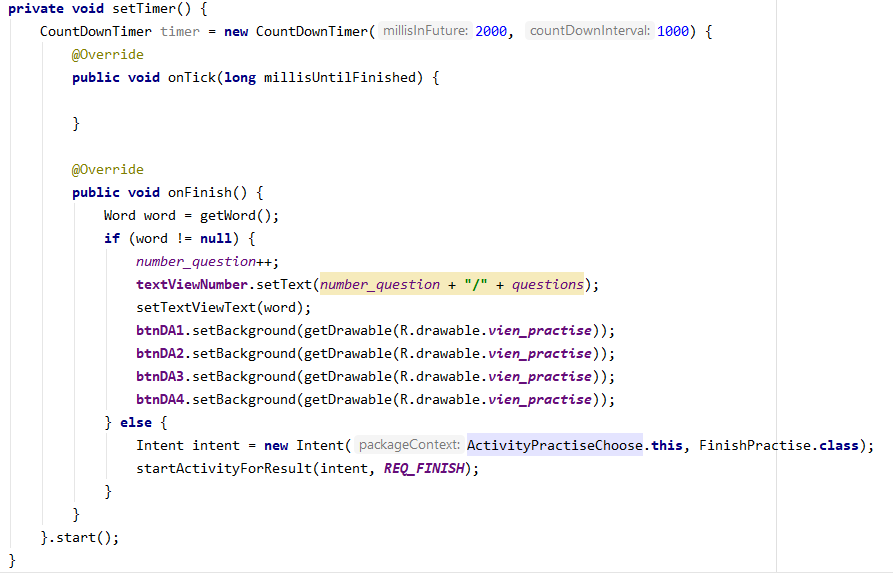 private void setTimer() {
CountDownTimer timer = new CountDownTimer( millisInFuture: 2000, countDownInterval: 1000) {
@Override
public void onTick(long millisUntilFinished) {
}
@Override
public void onFinish() {
Word word = getWord();
if (word != null) {
number_question++;
textViewNumber.setText(number_question + "/" + questions);
setTextViewText(word);
btnDA1.setBackground(getDrawable(R.drawable.vien_practise));
btnDA2.setBackground(getDrawable(R.drawable.vien_practise));
btnDA3.setBackground(getDrawable(R.drawable.vien_practise));
btnDA4.setBackground(getDrawable(R.drawable.vien_practise));
} else {
Intent intent = new Intent( packageContext: ActivityPractiseChoose.this, FinishPractise.class);
startActivityForResult(intent, REQ_FINISH);
}
}
}.start();
}